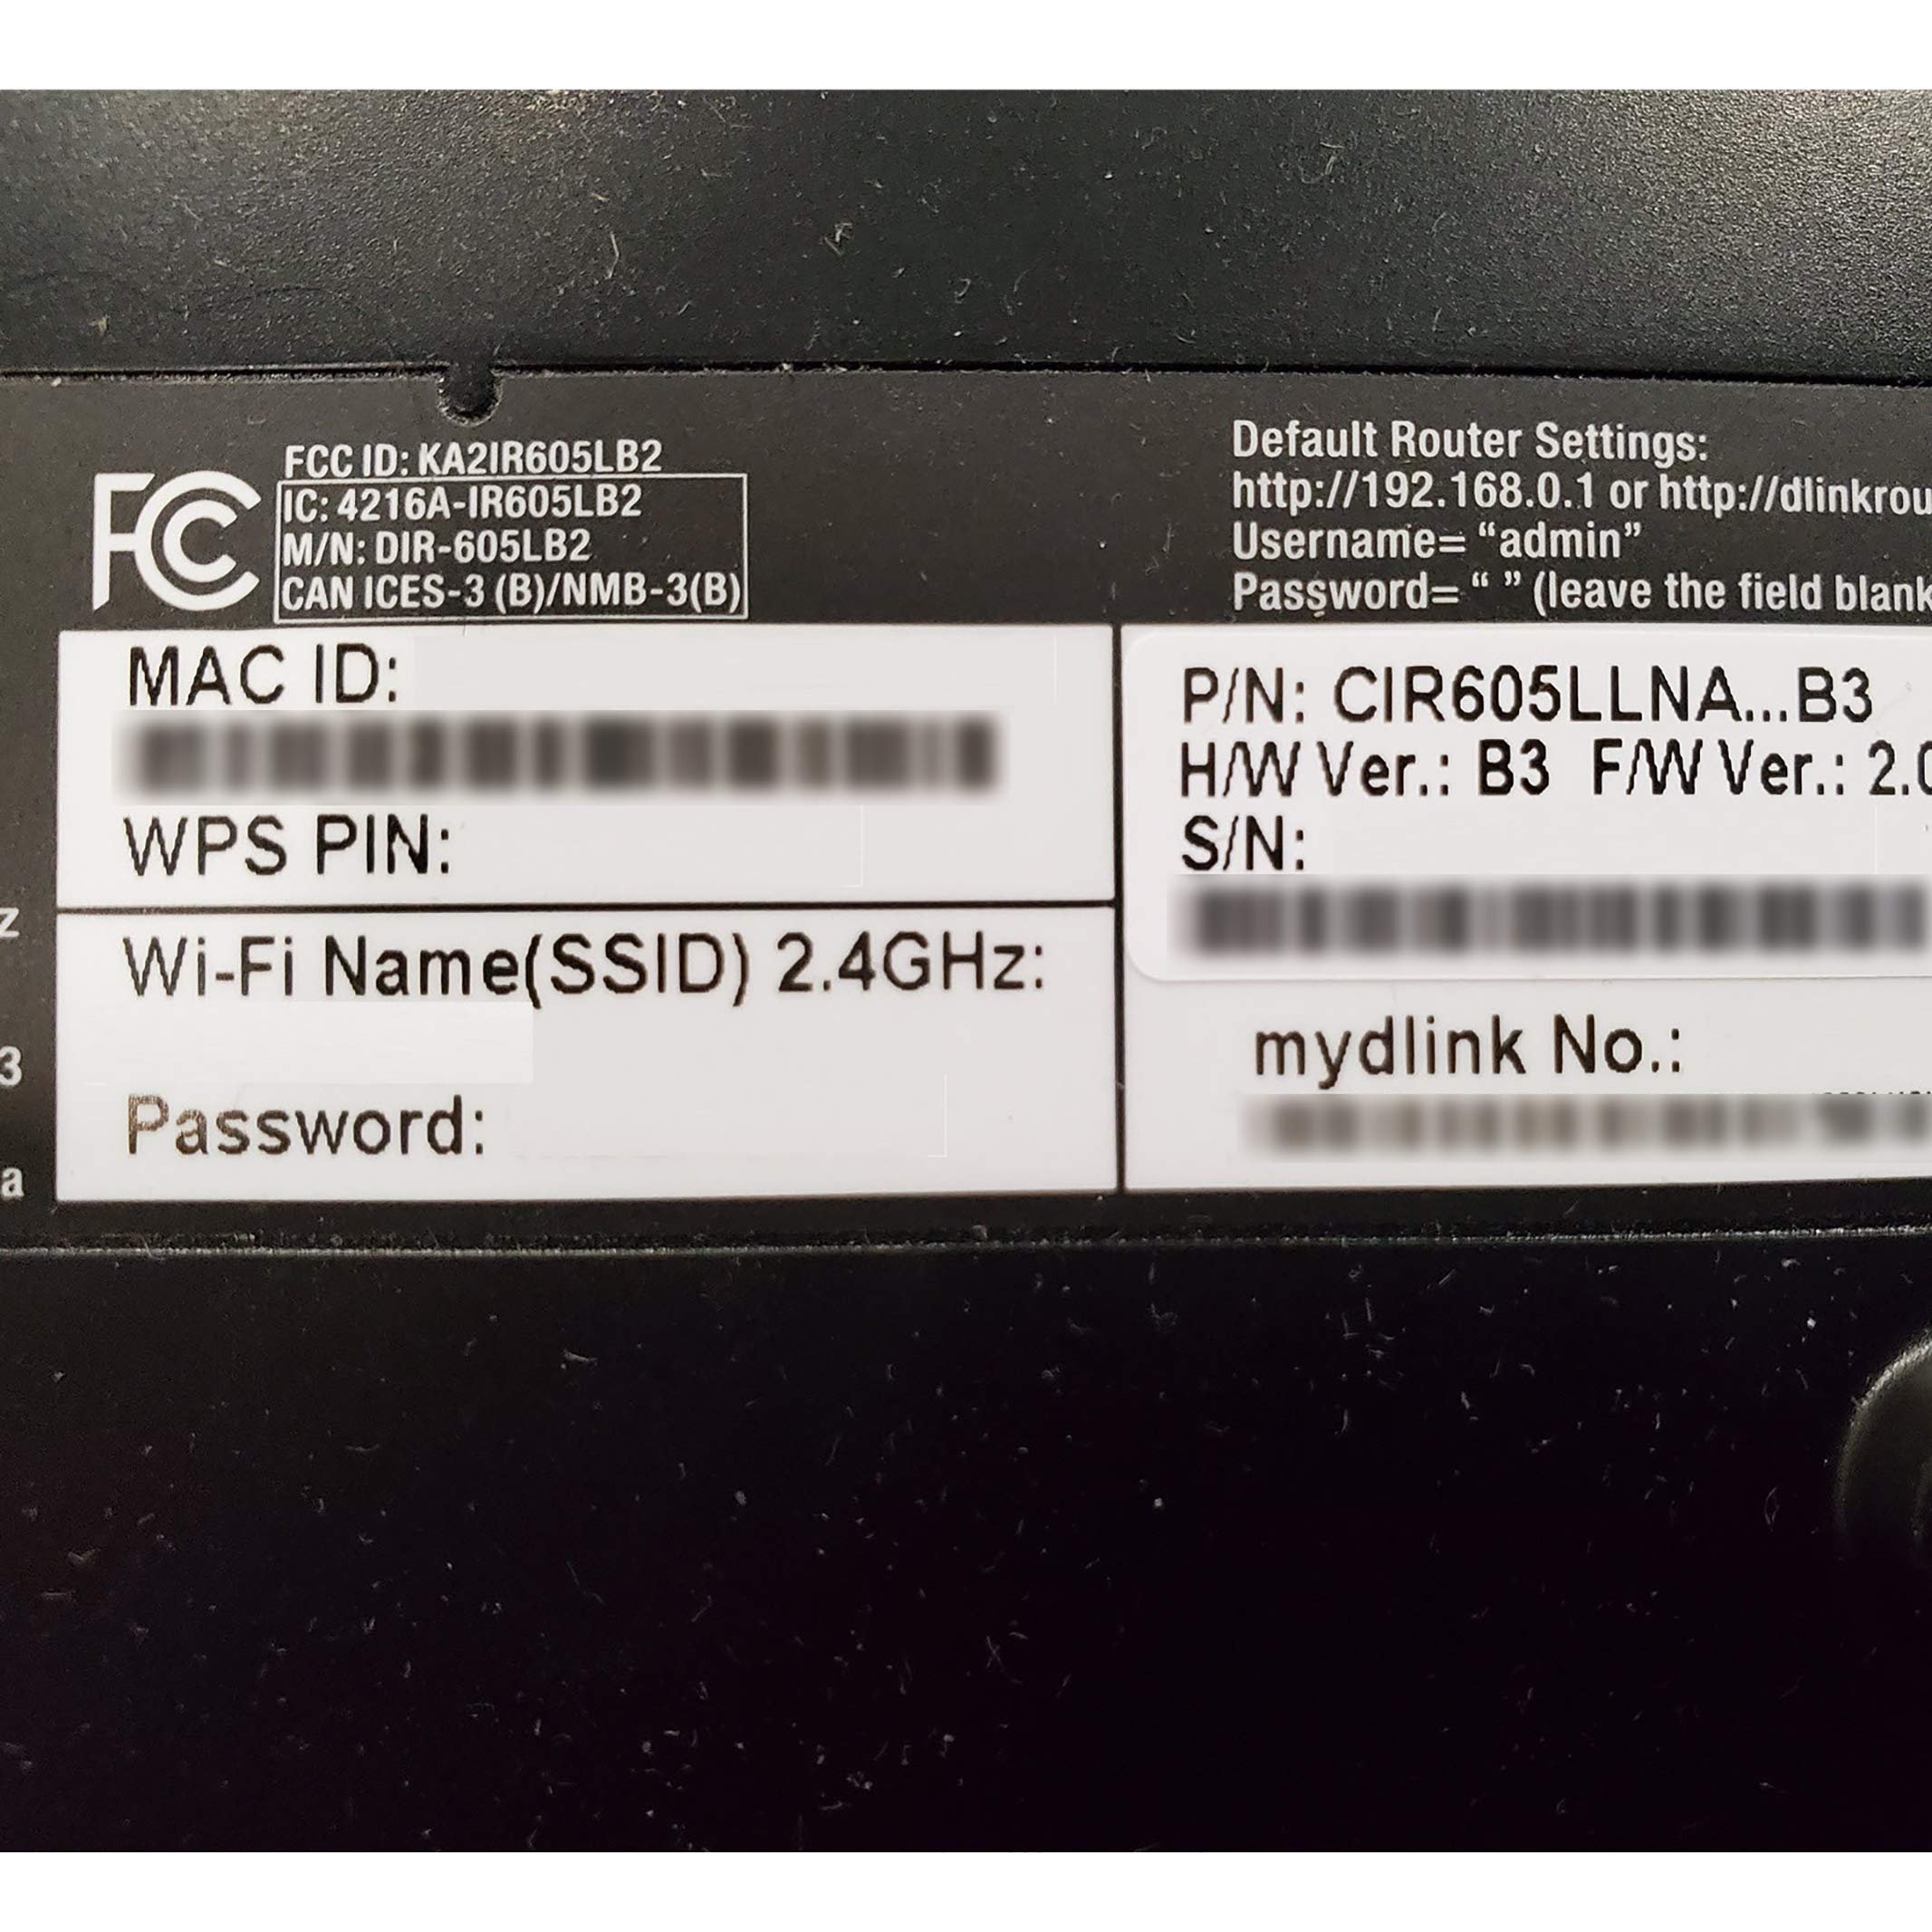 FCC ID: KA2IR605LB2
IC: 4216A-IR605LB2
M/N: DIR-605LB2
CAN ICES-3 (B)/NMB-3(B)
Default Router Settings:
http://192.168.0.1 or http://dlinkrou
Username= “admin”
Password= “ ” (leave the field blank
MAC ID:
WPS PIN:
Wi-Fi Name(SSID) 2.4GHz:
Password:
P/N: CIR605LLNA...B3
H/W Ver.: B3 F/W Ver.: 2.0
S/N:
mydlink No.:
z
3
a